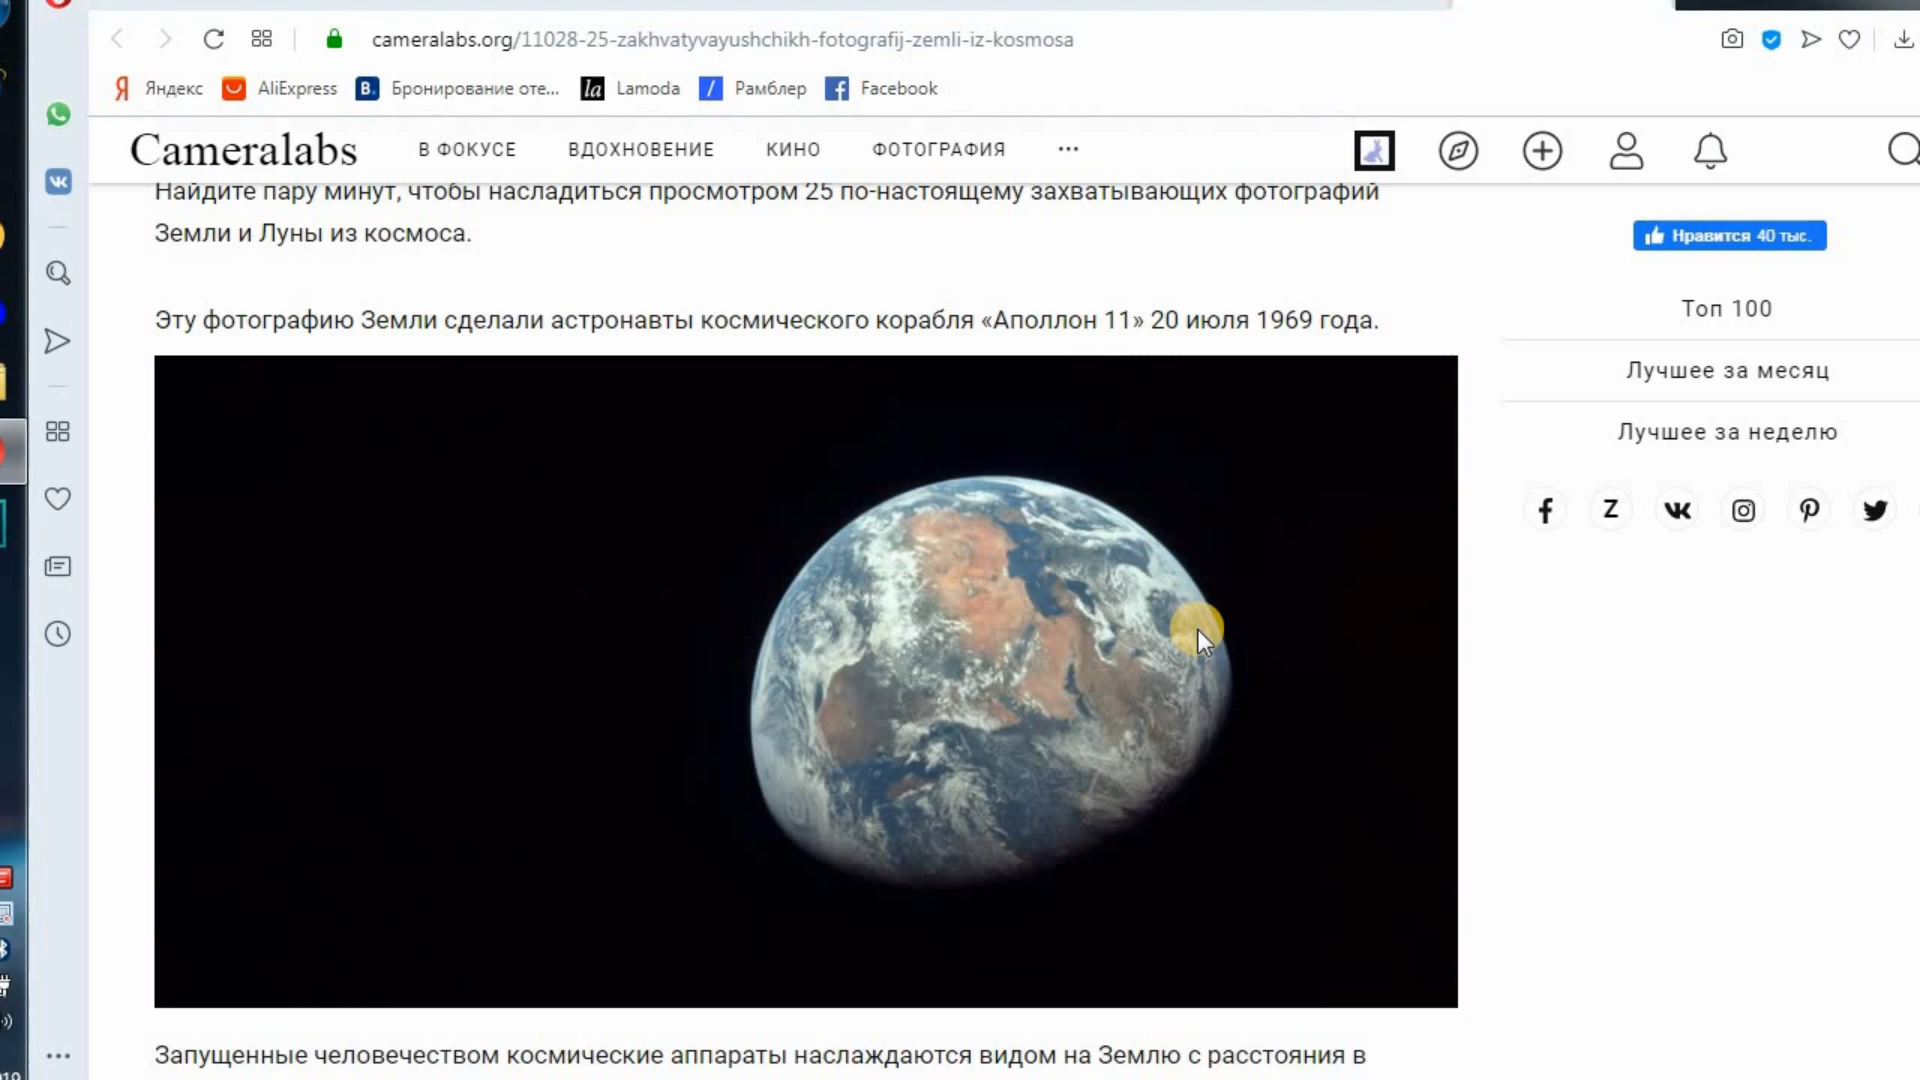 cameralabs.org/11028-25-zakhvatyvayushchikh-fotografij-zemli-iz-kosmosa
Яндекс AliExpress Бронирование оте... Lamoda Рамблер Facebook
Cameralabs В ФОКУСЕ ВДОХНОВЕНИЕ КИНО ФОТОГРАФИЯ ...
Найдите пару минут, чтобы насладиться просмотром 25 по-настоящему захватывающих фотографий
Земли и Луны из космоса.
Нравится 40 тыс.
Эту фотографию Земли сделали астронавты космического корабля «Аполлон 11» 20 июля 1969 года.
Топ 100
Лучшее за месяц
Лучшее за неделю
Запущенные человечеством космические аппараты наслаждаются видом на Землю с расстояния в